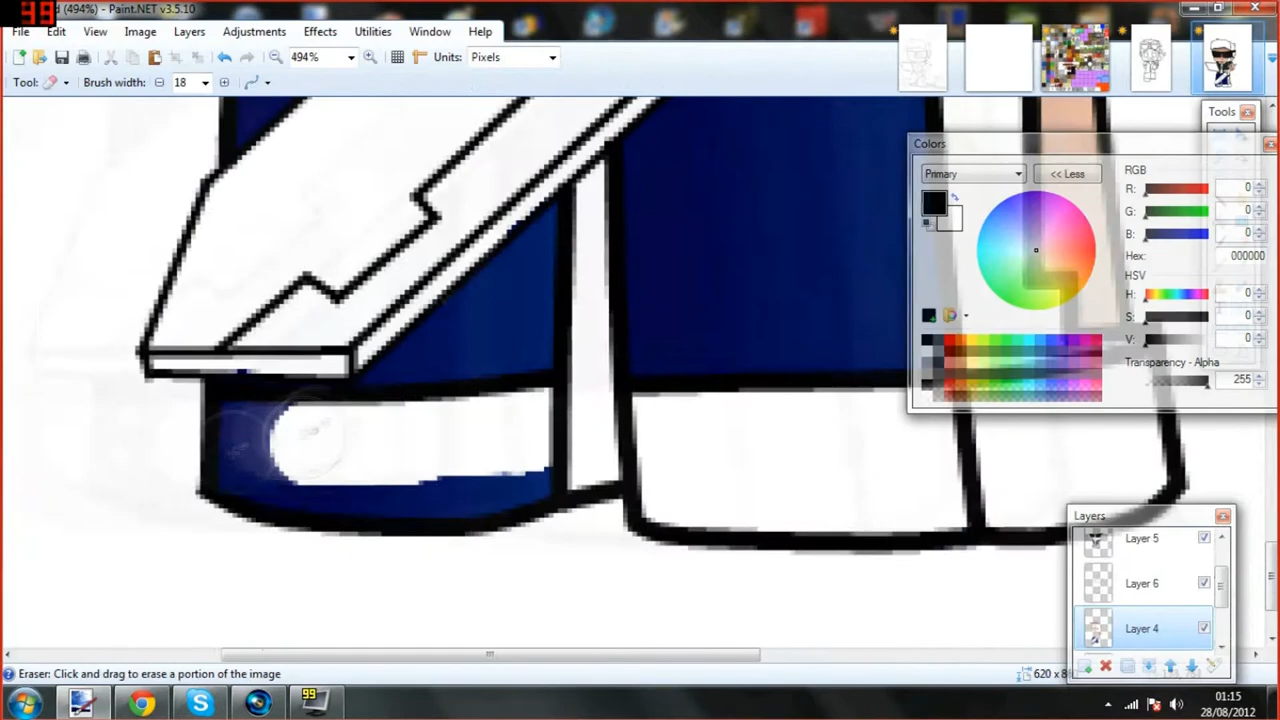 99
d (494%) - Paint.NET v3.5.10
File Edit View Image Layers Adjustments Effects Utilities Window Help
494% Units: Pixels
Tool: Brush width: 18
Tools
Colors
Primary << Less
RGB
R: 0
G: 0
B: 0
Hex: 000000
HSV
H: 0
S: 0
V: 0
Transparency - Alpha
255
Layers
Layer 5
Layer 6
Layer 4
Eraser: Click and drag to erase a portion of the image
620 x 8
99
01:15
28/08/2012